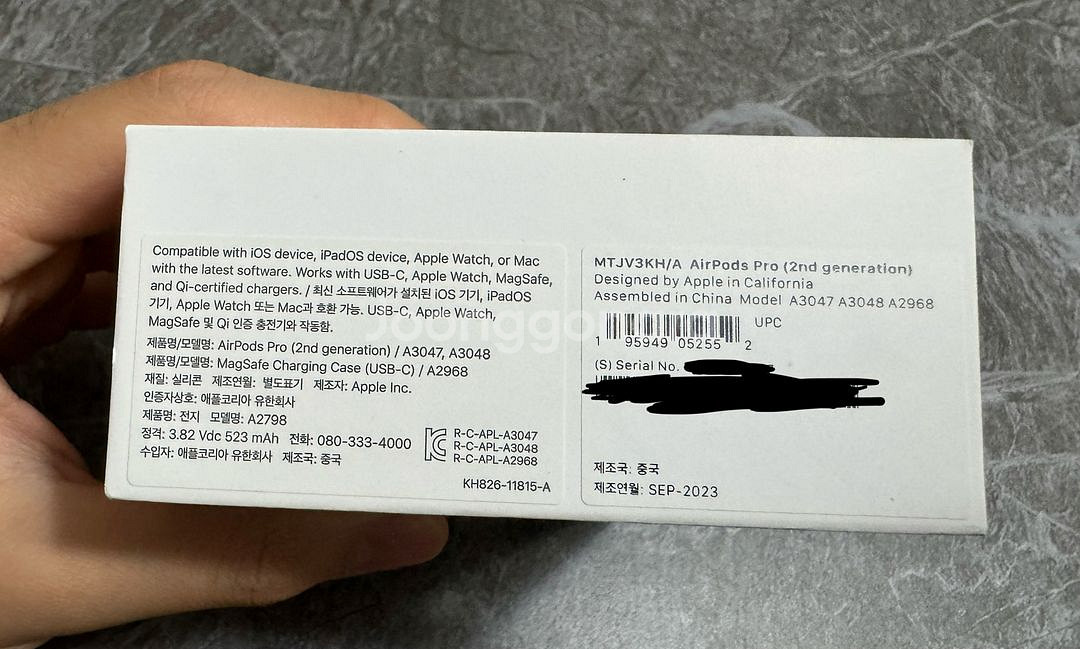 Compatible with iOS device, iPadOS device, Apple Watch, or Mac
with the latest software. Works with USB-C, Apple Watch, MagSafe,
and Qi-certified chargers. / 최신 소프트웨어가 설치된 iOS 기기, iPadOS
기기, Apple Watch 또는 Mac과 호환 가능. USB-C, Apple Watch,
MagSafe 및 Qi 인증 충전기와 작동함.
제품명/모델명: AirPods Pro (2nd generation) / A3047, A3048
제품명/모델명: MagSafe Charging Case (USB-C) / A2968
재질: 실리콘 제조연월: 별도표기 제조자: Apple Inc.
인증자상호: 애플코리아 유한회사
제품명: 전지 모델명: A2798
정격: 3.82 Vdc 523 mAh 전화: 080-333-4000
수입자: 애플코리아 유한회사 제조국: 중국
R-C-APL-A3047
R-C-APL-A3048
R-C-APL-A2968
KH826-11815-A
MTJV3KH/A AirPods Pro (2nd generation)
Designed by Apple in California
Assembled in China Model A3047 A3048 A2968
UPC
1 95949 05255 2
(S) Serial No.
제조국: 중국
제조연월: SEP-2023